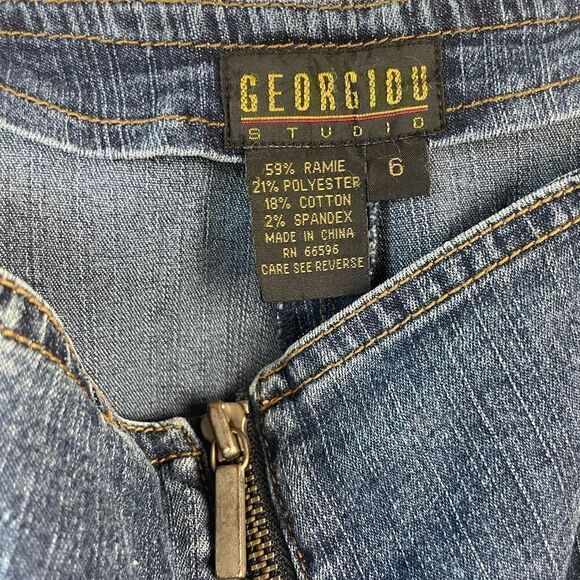 GEORGIOU
STUDIO
59% RAMIE
21% POLYESTER
18% COTTON
2% SPANDEX
MADE IN CHINA
RN 66596
CARE SEE REVERSE
6